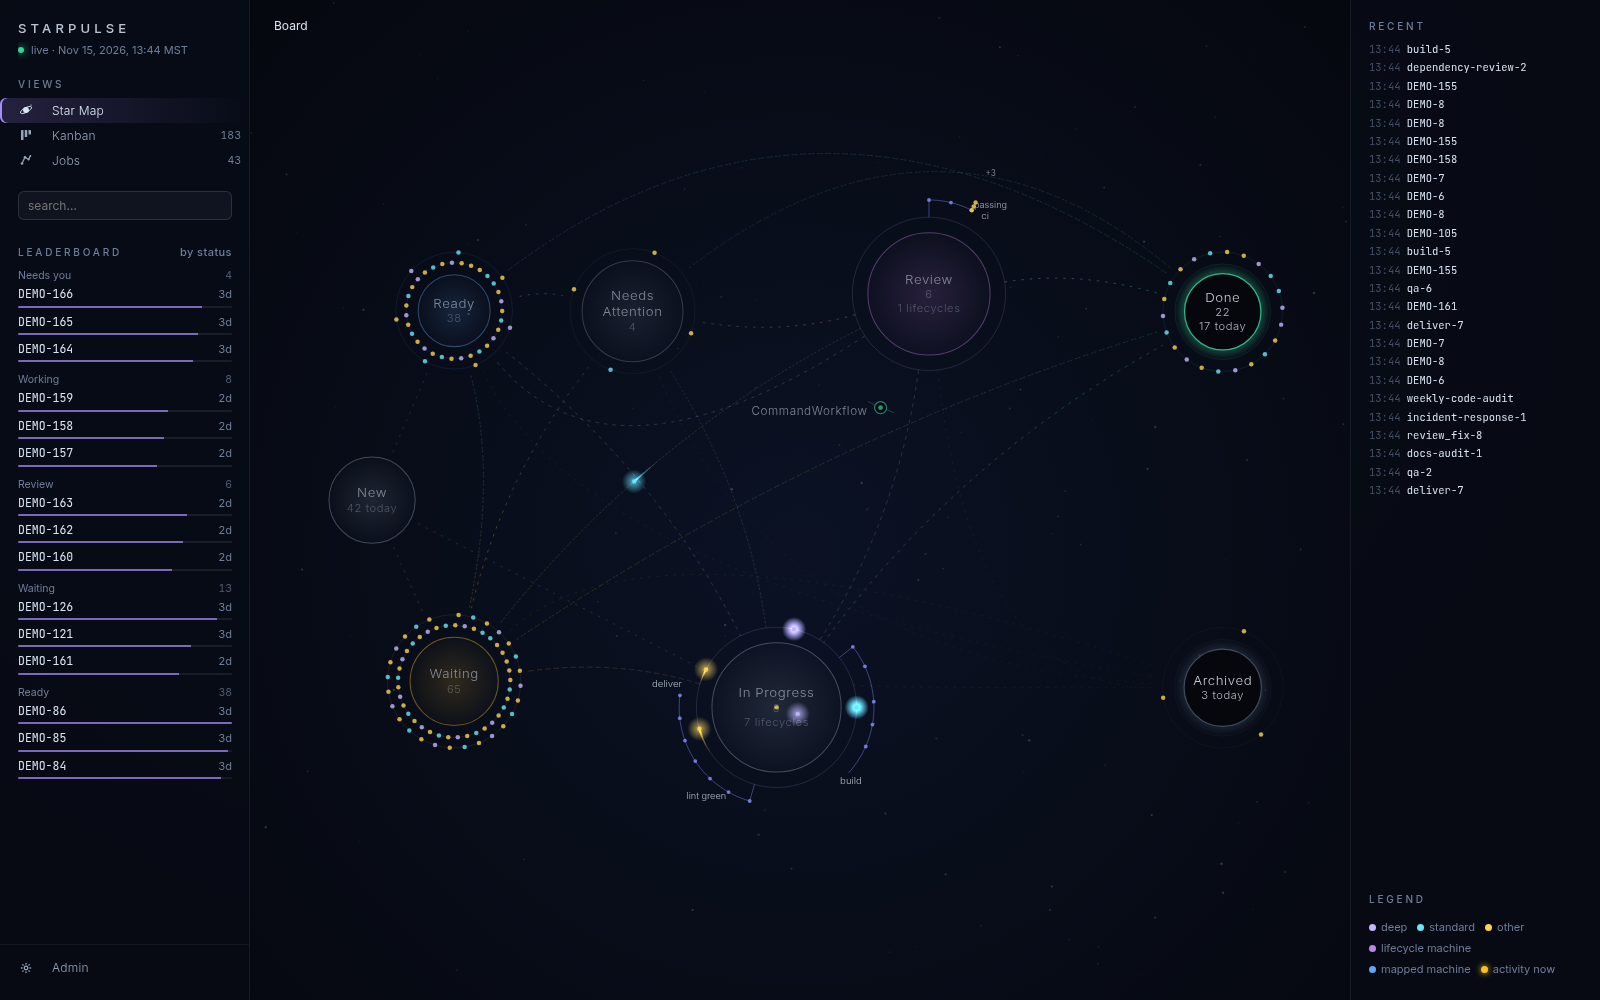 STARPULSE
live · Nov 15, 2026, 13:44 MST
VIEWS
Star Map
Kanban 183
Jobs 43
search...
LEADERBOARD by status
Needs you 4
DEMO-166 3d
DEMO-165 3d
DEMO-164 3d
Working 8
DEMO-159 2d
DEMO-158 2d
DEMO-157 2d
Review 6
DEMO-163 2d
DEMO-162 2d
DEMO-160 2d
Waiting 13
DEMO-126 3d
DEMO-121 3d
DEMO-161 2d
Ready 38
DEMO-86 3d
DEMO-85 3d
DEMO-84 3d
Admin
Board
+3
passing
ci
Ready
38
Needs
Attention
4
Review
6
1 lifecycles
Done
22
17 today
CommandWorkflow
New
42 today
Waiting
65
deliver
In Progress
7 lifecycles
lint green
build
Archived
3 today
RECENT
13:44 build-5
13:44 dependency-review-2
13:44 DEMO-155
13:44 DEMO-8
13:44 DEMO-8
13:44 DEMO-155
13:44 DEMO-158
13:44 DEMO-7
13:44 DEMO-6
13:44 DEMO-8
13:44 DEMO-105
13:44 build-5
13:44 DEMO-155
13:44 qa-6
13:44 DEMO-161
13:44 deliver-7
13:44 DEMO-7
13:44 DEMO-8
13:44 DEMO-6
13:44 weekly-code-audit
13:44 incident-response-1
13:44 review_fix-8
13:44 docs-audit-1
13:44 qa-2
13:44 deliver-7
LEGEND
deep standard other
lifecycle machine
mapped machine activity now